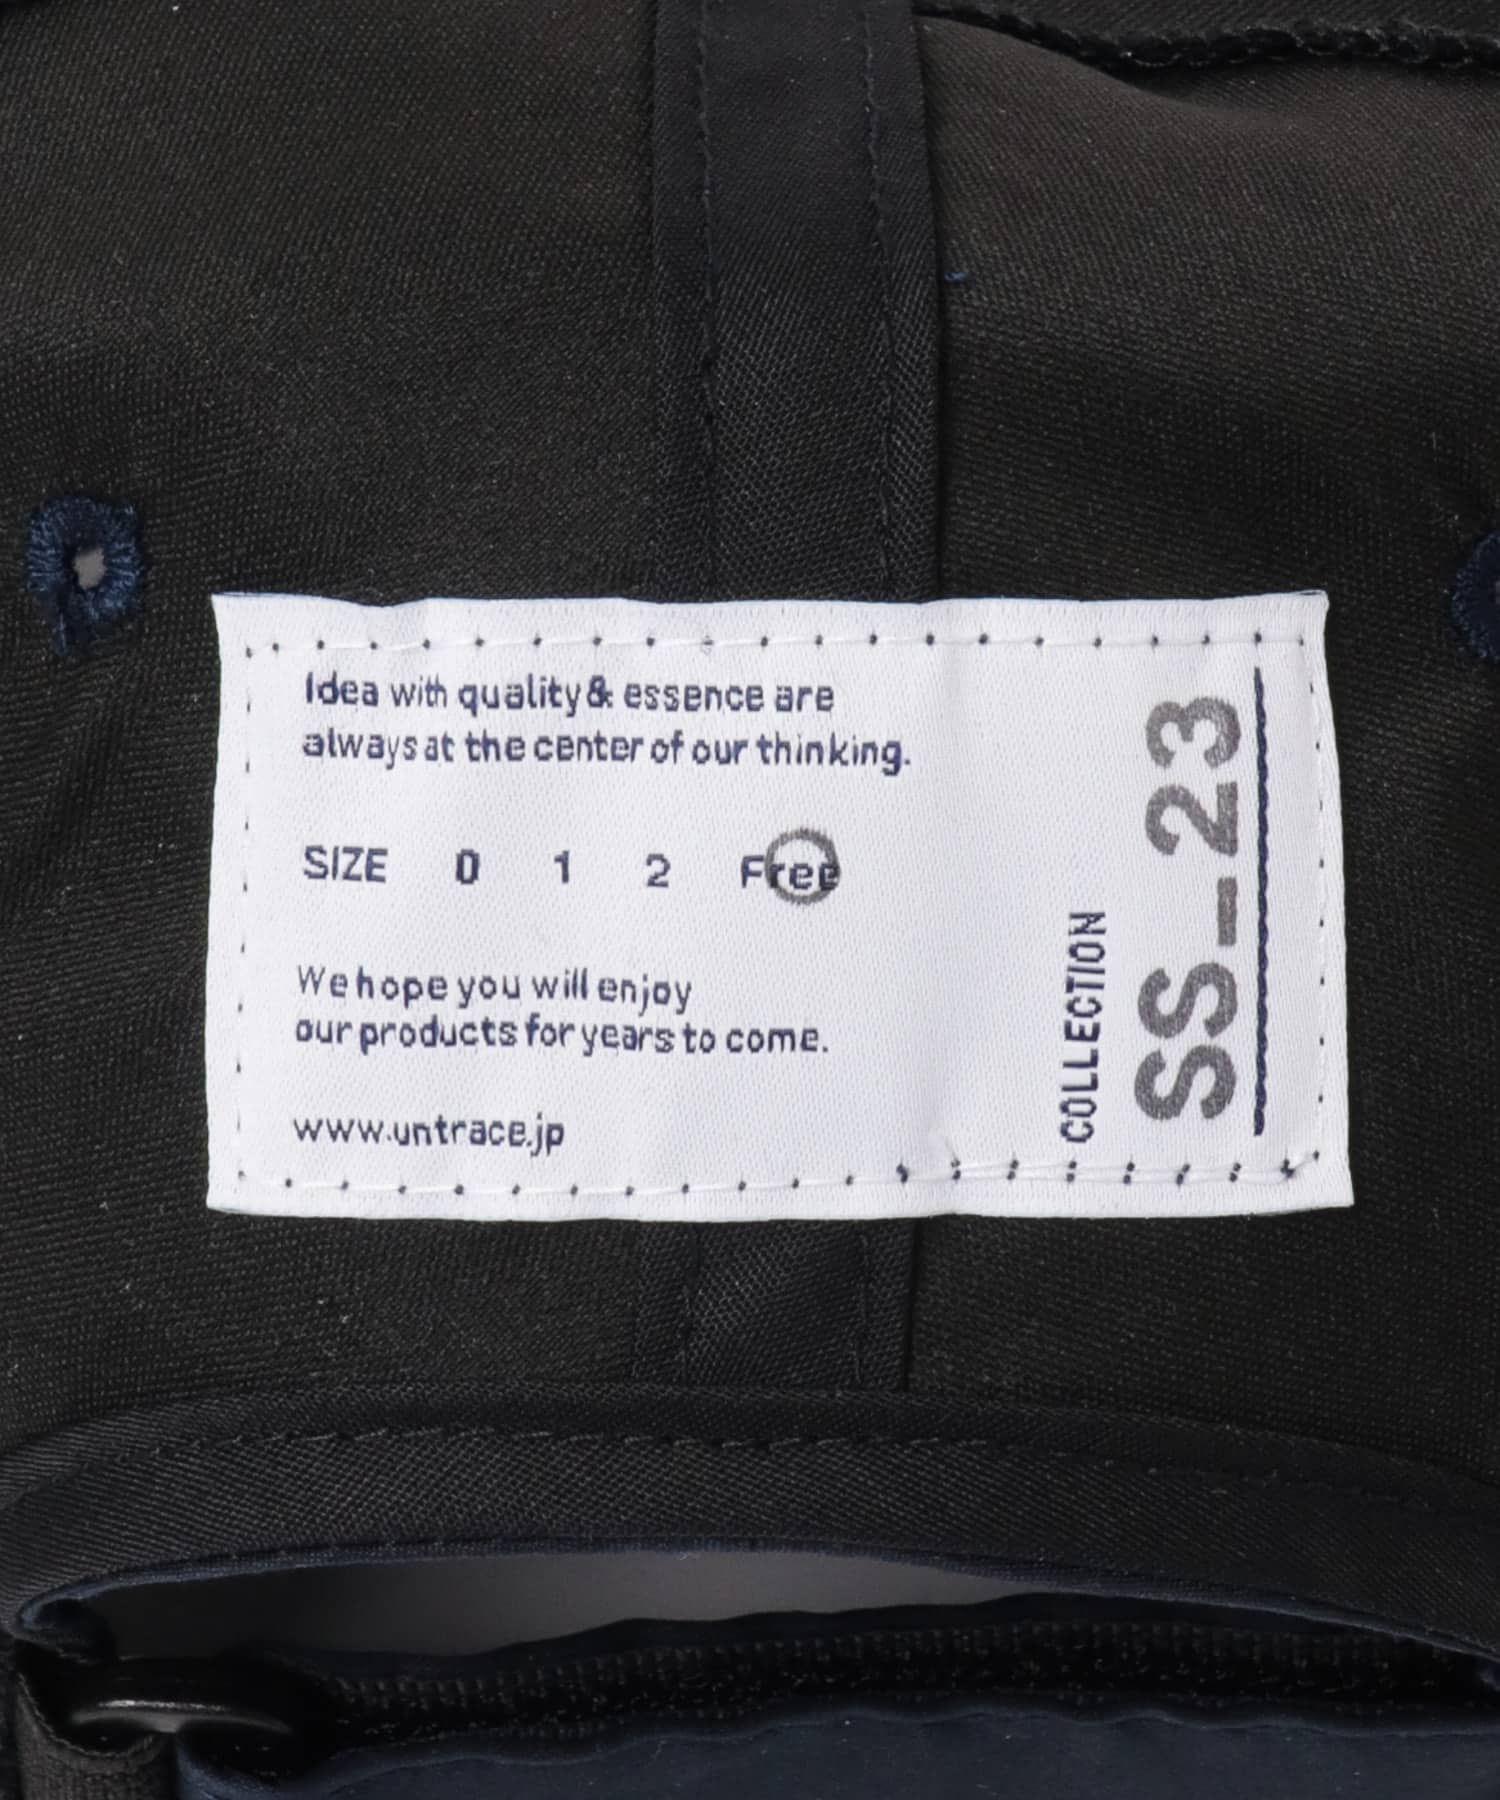 Idea with quality & essence are
always at the center of our thinking.
SIZE 0 1 2 Free
We hope you will enjoy
our products for years to come.
www.untrace.jp
COLLECTION
SS-23